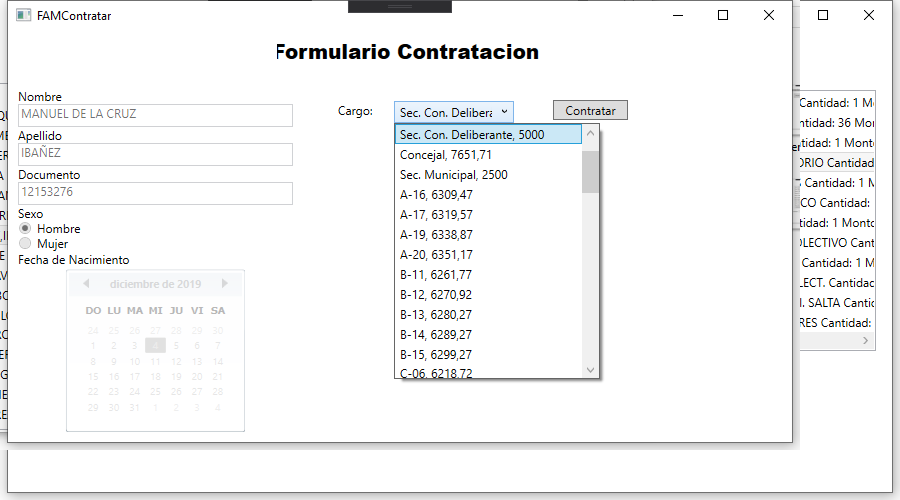 FAMContratar
Formulario Contratacion
Nombre
MANUEL DE LA CRUZ
Apellido
IBAÑEZ
Documento
12153276
Sexo
Hombre
Mujer
Fecha de Nacimiento
diciembre de 2019
DO LU MA MI JU VI SA
24 25 26 27 28 29 30
1 2 3 4 5 6 7
8 9 10 11 12 13 14
15 16 17 18 19 20 21
22 23 24 25 26 27 28
29 30 31 1 2 3 4
Cargo:
Sec. Con. Delibera
Contratar
Sec. Con. Deliberante, 5000
Concejal, 7651,71
Sec. Municipal, 2500
A-16, 6309,47
A-17, 6319,57
A-19, 6338,87
A-20, 6351,17
B-11, 6261,77
B-12, 6270,92
B-13, 6280,27
B-14, 6289,27
B-15, 6299,27
C-06, 6218,72
Cantidad: 1 M
Cantidad: 36 Mon
tidad: 1 Monto
ORIO Cantidad
S Cantidad: 1 M
CO Cantidad:
tidad: 1 Monto
OLECTIVO Canti
Cantidad: 1 M
LECT. Cantidad:
I. SALTA Cantic
RES Cantidad: